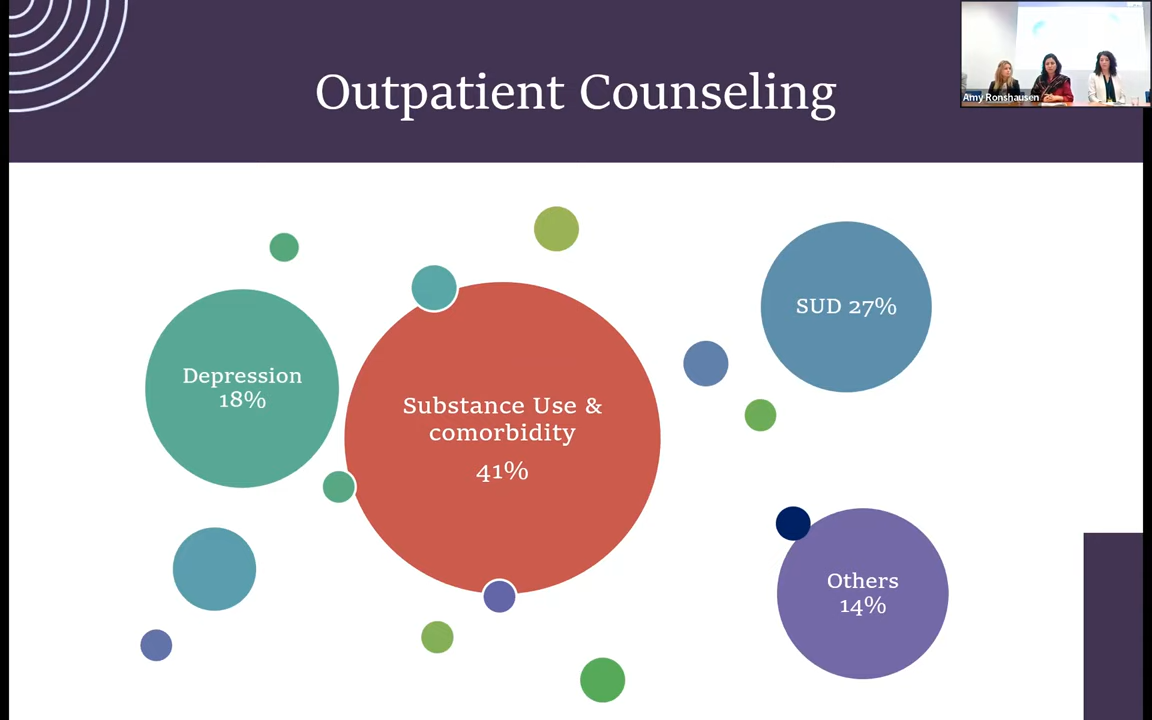 Outpatient Counseling
Amy Ronshausen
Depression
18%
Substance Use &
comorbidity
41%
SUD 27%
Others
14%